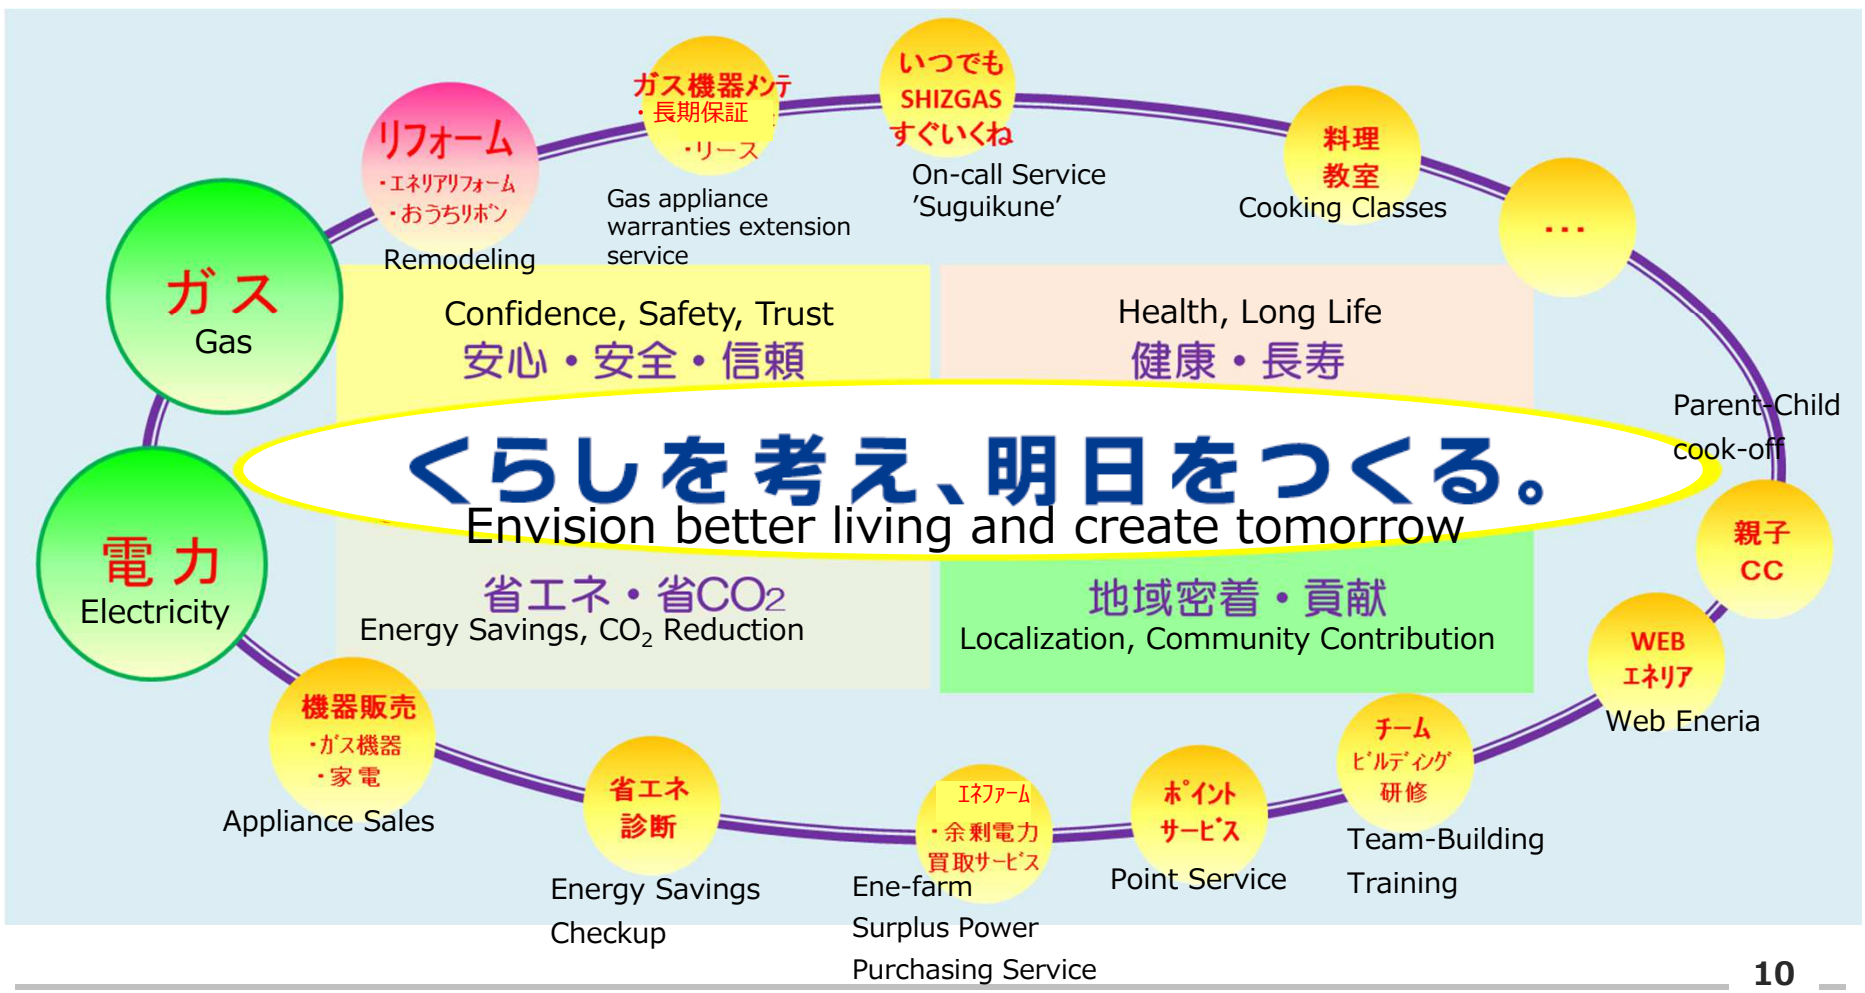 いつでも
SHIZGAS
すぐいくね
On-call Service
’Suguikune’
ガス機器メンテ
・長期保証
・リース
Gas appliance
warranties extension
service
リフォーム
・エネリアリフォーム
・おうちリボン
Remodeling
料理
教室
Cooking Classes
・・・
ガス
Gas
Confidence, Safety, Trust
安心・安全・信頼
Health, Long Life
健康・長寿
Parent-Child
cook-off
くらしを考え、明日をつくる。
Envision better living and create tomorrow
親子
CC
電力
Electricity
省エネ・省CO2
Energy Savings, CO2 Reduction
地域密着・貢献
Localization, Community Contribution
WEB
エネリア
Web Eneria
機器販売
・ガス機器
・家電
Appliance Sales
省エネ
診断
Energy Savings
Checkup
エネファーム
・余剰電力
買取サービス
Ene-farm
Surplus Power
Purchasing Service
ポイント
サービス
Point Service
チーム
ビルディング
研修
Team-Building
Training
10